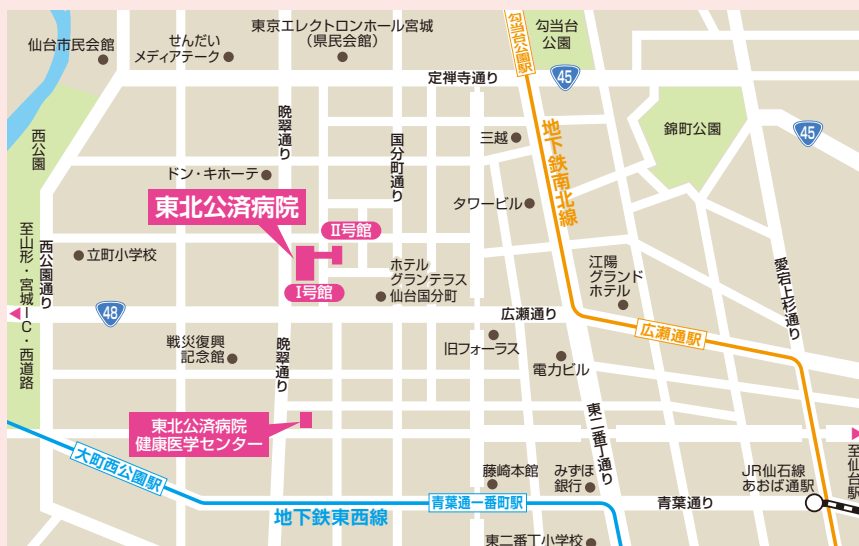 東京エレクトロンホール宮城
（県民会館）
仙台市民会館
せんだい
メディアテーク
勾当台公園駅
勾当台
公園
定禅寺通り
45
西公園
晩翠通り
国分町通り
三越
地下鉄南北線
錦町公園
45
ドン・キホーテ
東北公済病院
タワービル
Ⅱ号館
至山形・宮城IC・西道路
西公園通り
立町小学校
Ⅰ号館
ホテル
グランテラス
仙台国分町
江陽
グランド
ホテル
愛宕上杉通り
48
広瀬通り
広瀬通駅
戦災復興
記念館
晩翠通り
旧フォーラス
電力ビル
東北公済病院
健康医学センター
東二番丁通り
至仙台駅
大町西公園駅
藤崎本館
みずほ
銀行
JR仙石線
あおば通駅
青葉通一番町駅
青葉通り
地下鉄東西線
東二番丁小学校